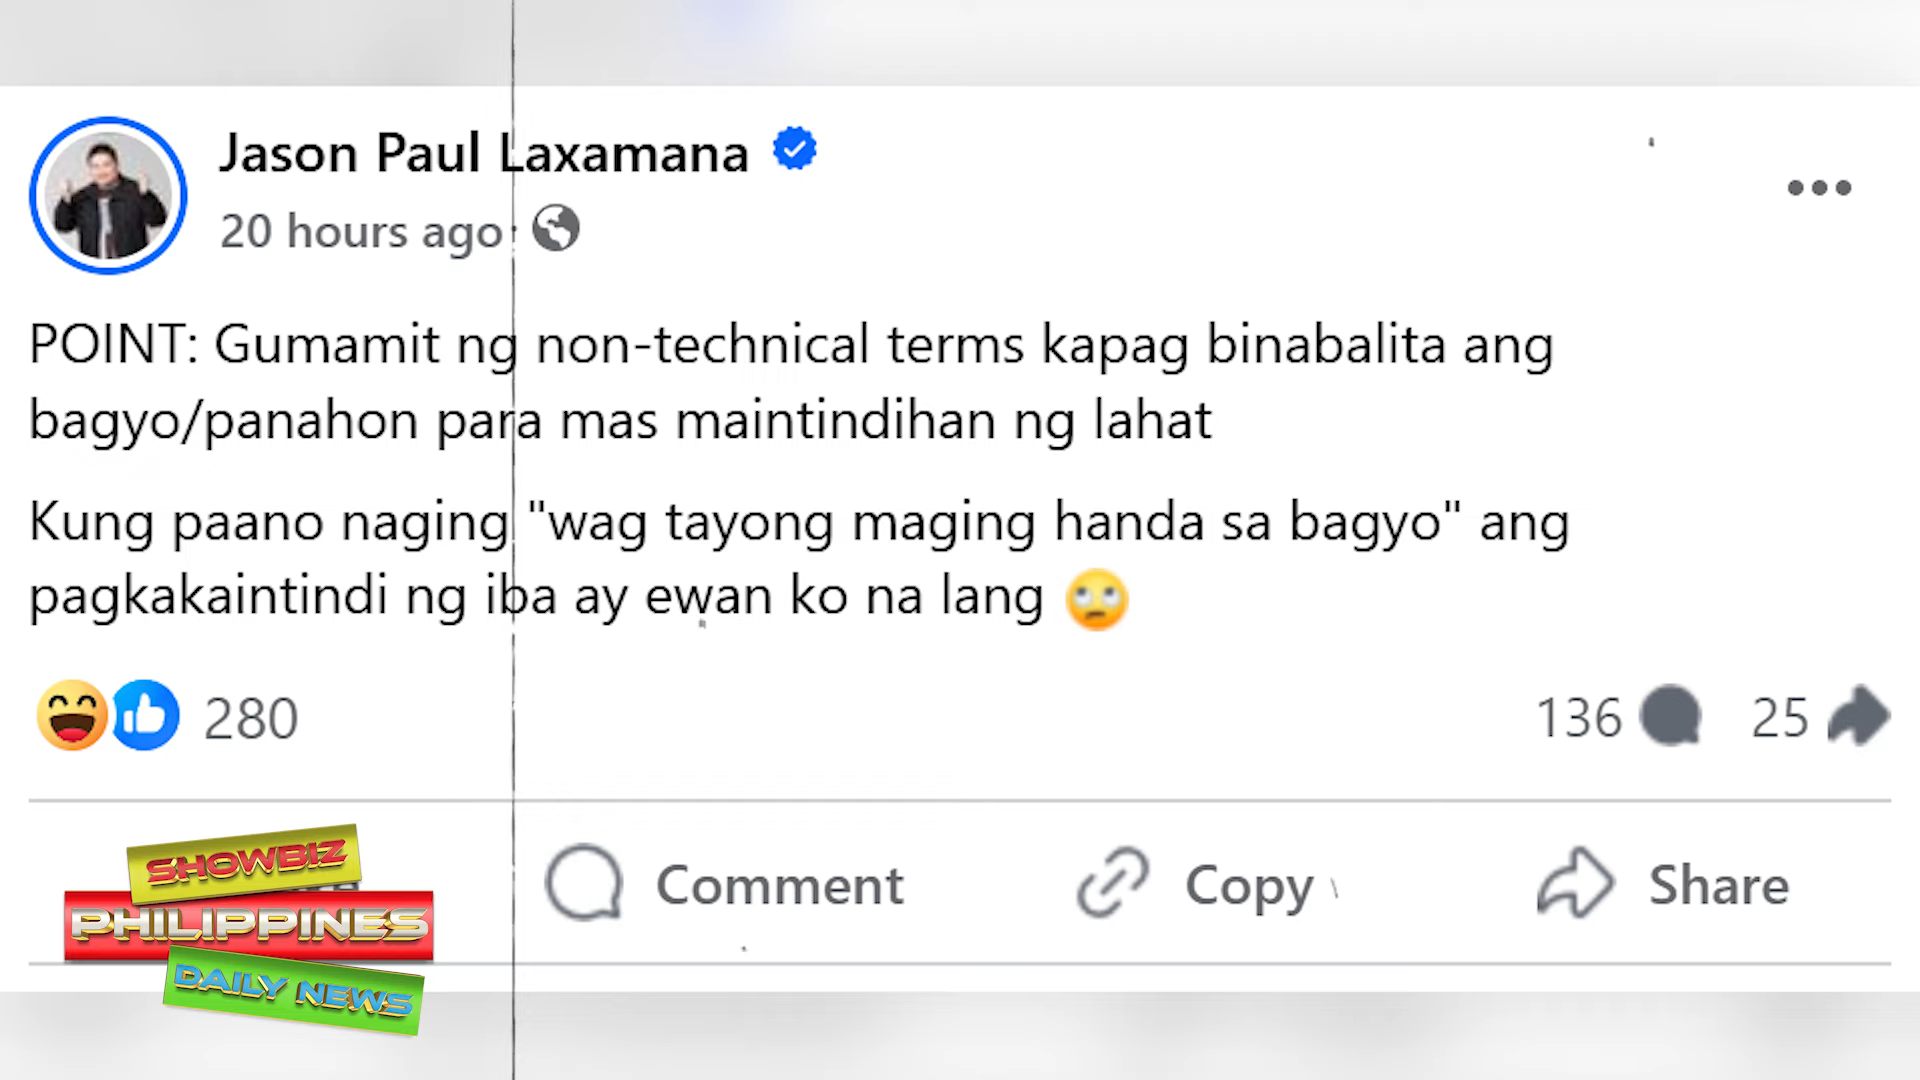 Jason Paul Laxamana
20 hours ago ·
POINT: Gumamit ng non-technical terms kapag binabalita ang
bagyo/panahon para mas maintindihan ng lahat
Kung paano naging "wag tayong maging handa sa bagyo" ang
pagkakaintindi ng iba ay ewan ko na lang
280
136
25
Comment
Copy
Share
SHOWBIZ
PHILIPPINES
DAILY NEWS